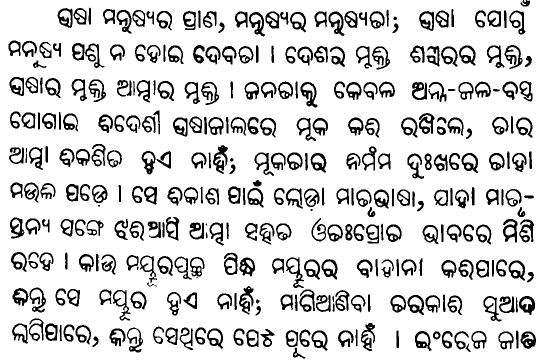 ଭାଷା ମନୁଷ୍ୟର ପ୍ରାଣ, ମନୁଷ୍ୟର ମନୁଷ୍ୟତା; ଭାଷା ଯୋଗୁଁ
ମନୁଷ୍ୟ ପଶୁ ନ ହୋଇ ଦେବତା । ଦେଶର ମୁକ୍ତି ଶରୀରର ମୁକ୍ତି,
ଭାଷାର ମୁକ୍ତି ଆତ୍ମାର ମୁକ୍ତି । ଜନତାକୁ କେବଳ ଅନ୍ନ-ଜଳ-ବସ୍ତ୍ର
ଯୋଗାଇ ବିଦେଶୀ ଭାଷାଜାଲରେ ମୂକ କରି ରଖିଲେ, ତାର
ଆତ୍ମା ବିକଶିତ ହୁଏ ନାହିଁ; ମୂକତାର ନିର୍ମମ ଦୁଃଖରେ ତାହା
ମଉଳି ପଡ଼େ । ସେ ବିକାଶ ପାଇଁ ଲୋଡ଼ା ମାତୃଭାଷା, ଯାହା ମାତୃ-
ସ୍ତନ୍ୟ ସଙ୍ଗେ ଝରିଆସି ଆତ୍ମା ସହିତ ଓତଃପ୍ରୋତ ଭାବରେ ମିଶି
ରହେ । କାଉ ମୟୂରପୁଚ୍ଛ ପିନ୍ଧି ମୟୂରର ବାହାନା କରିପାରେ,
କିନ୍ତୁ ସେ ମୟୂର ହୁଏ ନାହିଁ; ମାଗିଆଣିବା ତରକାରି ସୁଆଦ
ଲାଗିପାରେ, କିନ୍ତୁ ସେଥିରେ ପେଟ ପୂରେ ନାହିଁ । ଇଂରେଜ ଜାତି